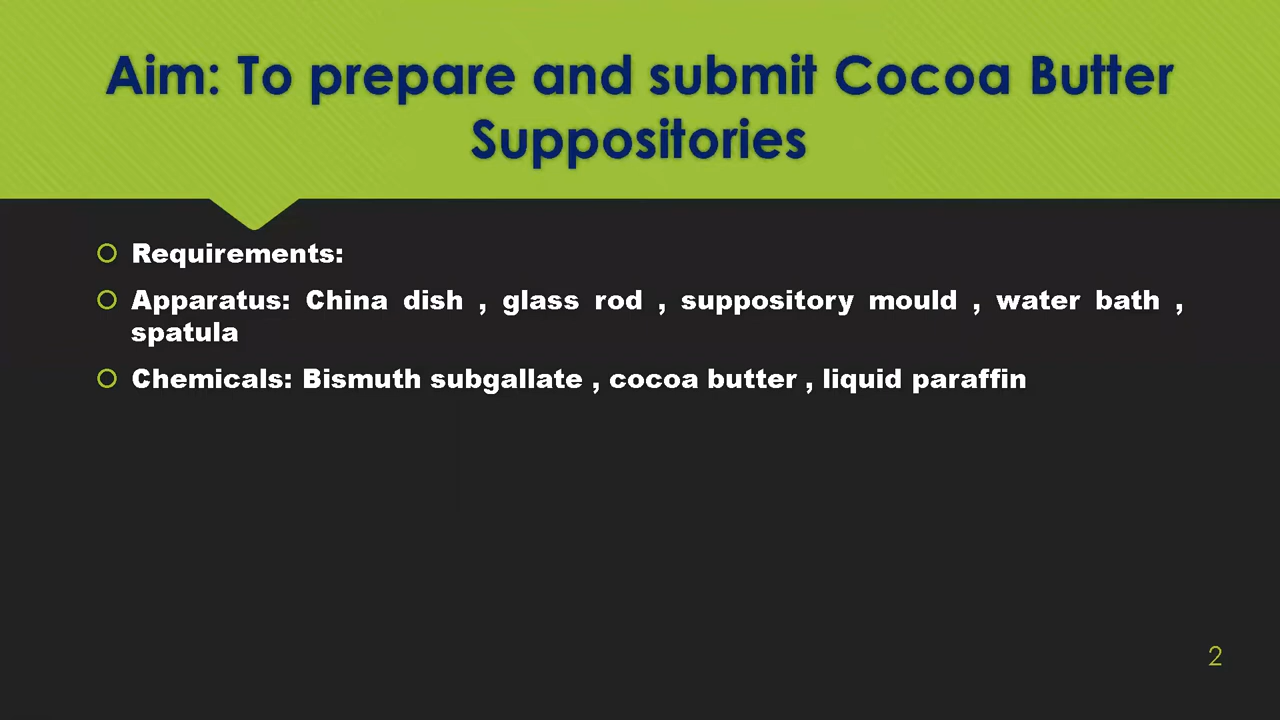 Aim: To prepare and submit Cocoa Butter
Suppositories
Requirements:
Apparatus: China dish , glass rod , suppository mould , water bath ,
spatula
Chemicals: Bismuth subgallate , cocoa butter , liquid paraffin
2